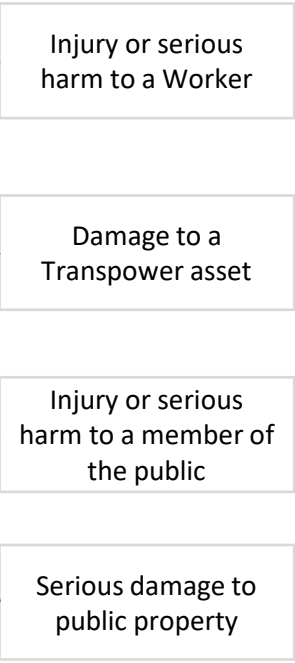 Injury or serious
harm to a Worker
Damage to a
Transpower asset
Injury or serious
harm to a member of
the public
Serious damage to
public property